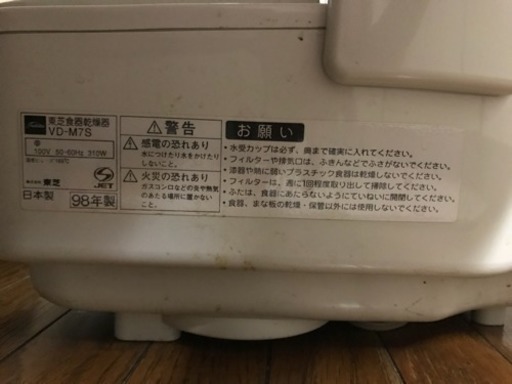 東芝食器乾燥器
VD-M7S
100V 50-60Hz 310W
株式会社 東芝
JET
日本製
98年製
警告
感電の恐れあり
水につけたり水をかけたり
しないこと。
火災の恐れあり
ガスコンロなどの炎や熱気
のあたる場所に置かない
こと。
お願い
・水受カップは必ず、奥まで確実に入れてください。
・フィルターや排気口は、ふきんなどでふさがないでください。
・漆器や熱に弱いプラスチック食器は乾燥しないでください。
・フィルターは、週に1回程度取り出して掃除してください。
・ふたは、食器にあたらないようにていねいに開閉してください。
・食器、まな板の乾燥・保管以外には使用しないでください。